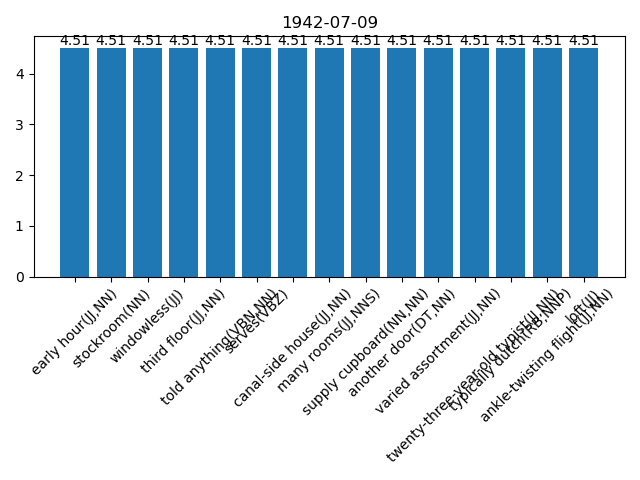 1942-07-09
4.51 4.51 4.51 4.51 4.51 4.51 4.51 4.51 4.51 4.51 4.51 4.51 4.51 4.51 4.51
4
3
2
1
0
early hour(JJ,NN)
stockroom(NN)
windowless(JJ)
third floor(JJ,NN)
told anything(VBN,NN)
serves(VBZ)
canal-side house(JJ,NN)
many rooms(JJ,NNS)
supply cupboard(NN,NN)
another door(DT,NN)
varied assortment(JJ,NN)
twenty-three-year-old typist(JJ,NN)
typically dutch(RB,NNP)
ankle-twisting flight(JJ,NN)
loft(JJ)